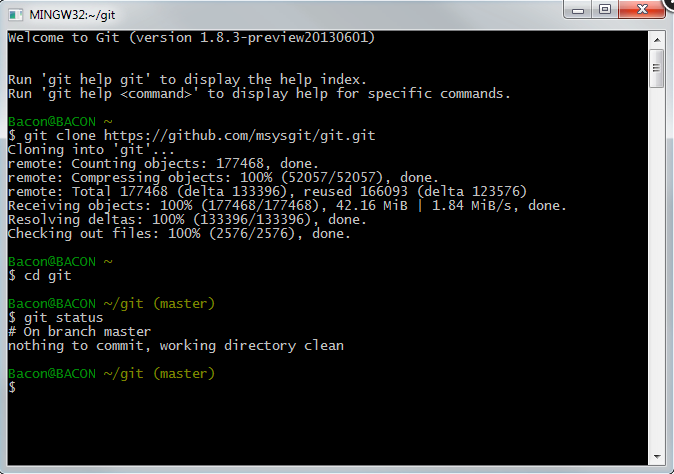 MINGW32:~/git
Welcome to Git (version 1.8.3-preview20130601)
Run 'git help git' to display the help index.
Run 'git help <command>' to display help for specific commands.
Bacon@BACON ~
$ git clone https://github.com/msysgit/git.git
Cloning into 'git'...
remote: Counting objects: 177468, done.
remote: Compressing objects: 100% (52057/52057), done.
remote: Total 177468 (delta 133396), reused 166093 (delta 123576)
Receiving objects: 100% (177468/177468), 42.16 MiB | 1.84 MiB/s, done.
Resolving deltas: 100% (133396/133396), done.
Checking out files: 100% (2576/2576), done.
Bacon@BACON ~
$ cd git
Bacon@BACON ~/git (master)
$ git status
# On branch master
nothing to commit, working directory clean
Bacon@BACON ~/git (master)
$